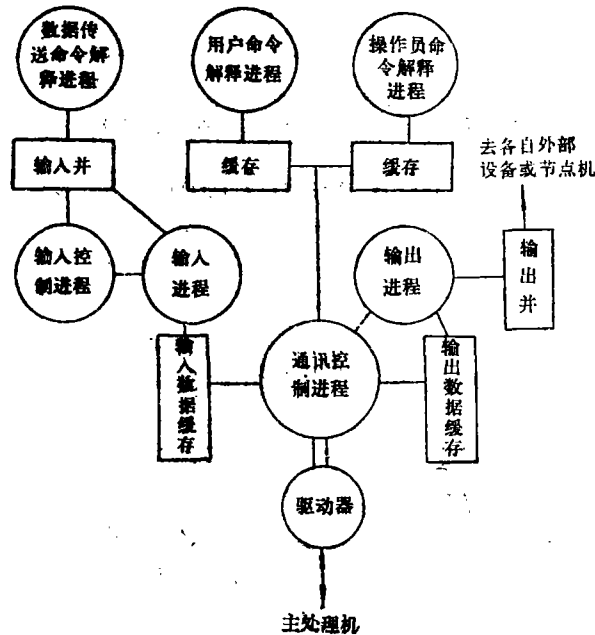 数据传
送命令解
释进程
用户命令
解释进程
操作员命
令解释
进程
去各自外部
设备或节点机
输入井
缓存
缓存
输入控
制进程
输入
进程
输出
进程
输出井
输入数据缓存
通讯控
制进程
输出数据缓存
驱动器
主处理机